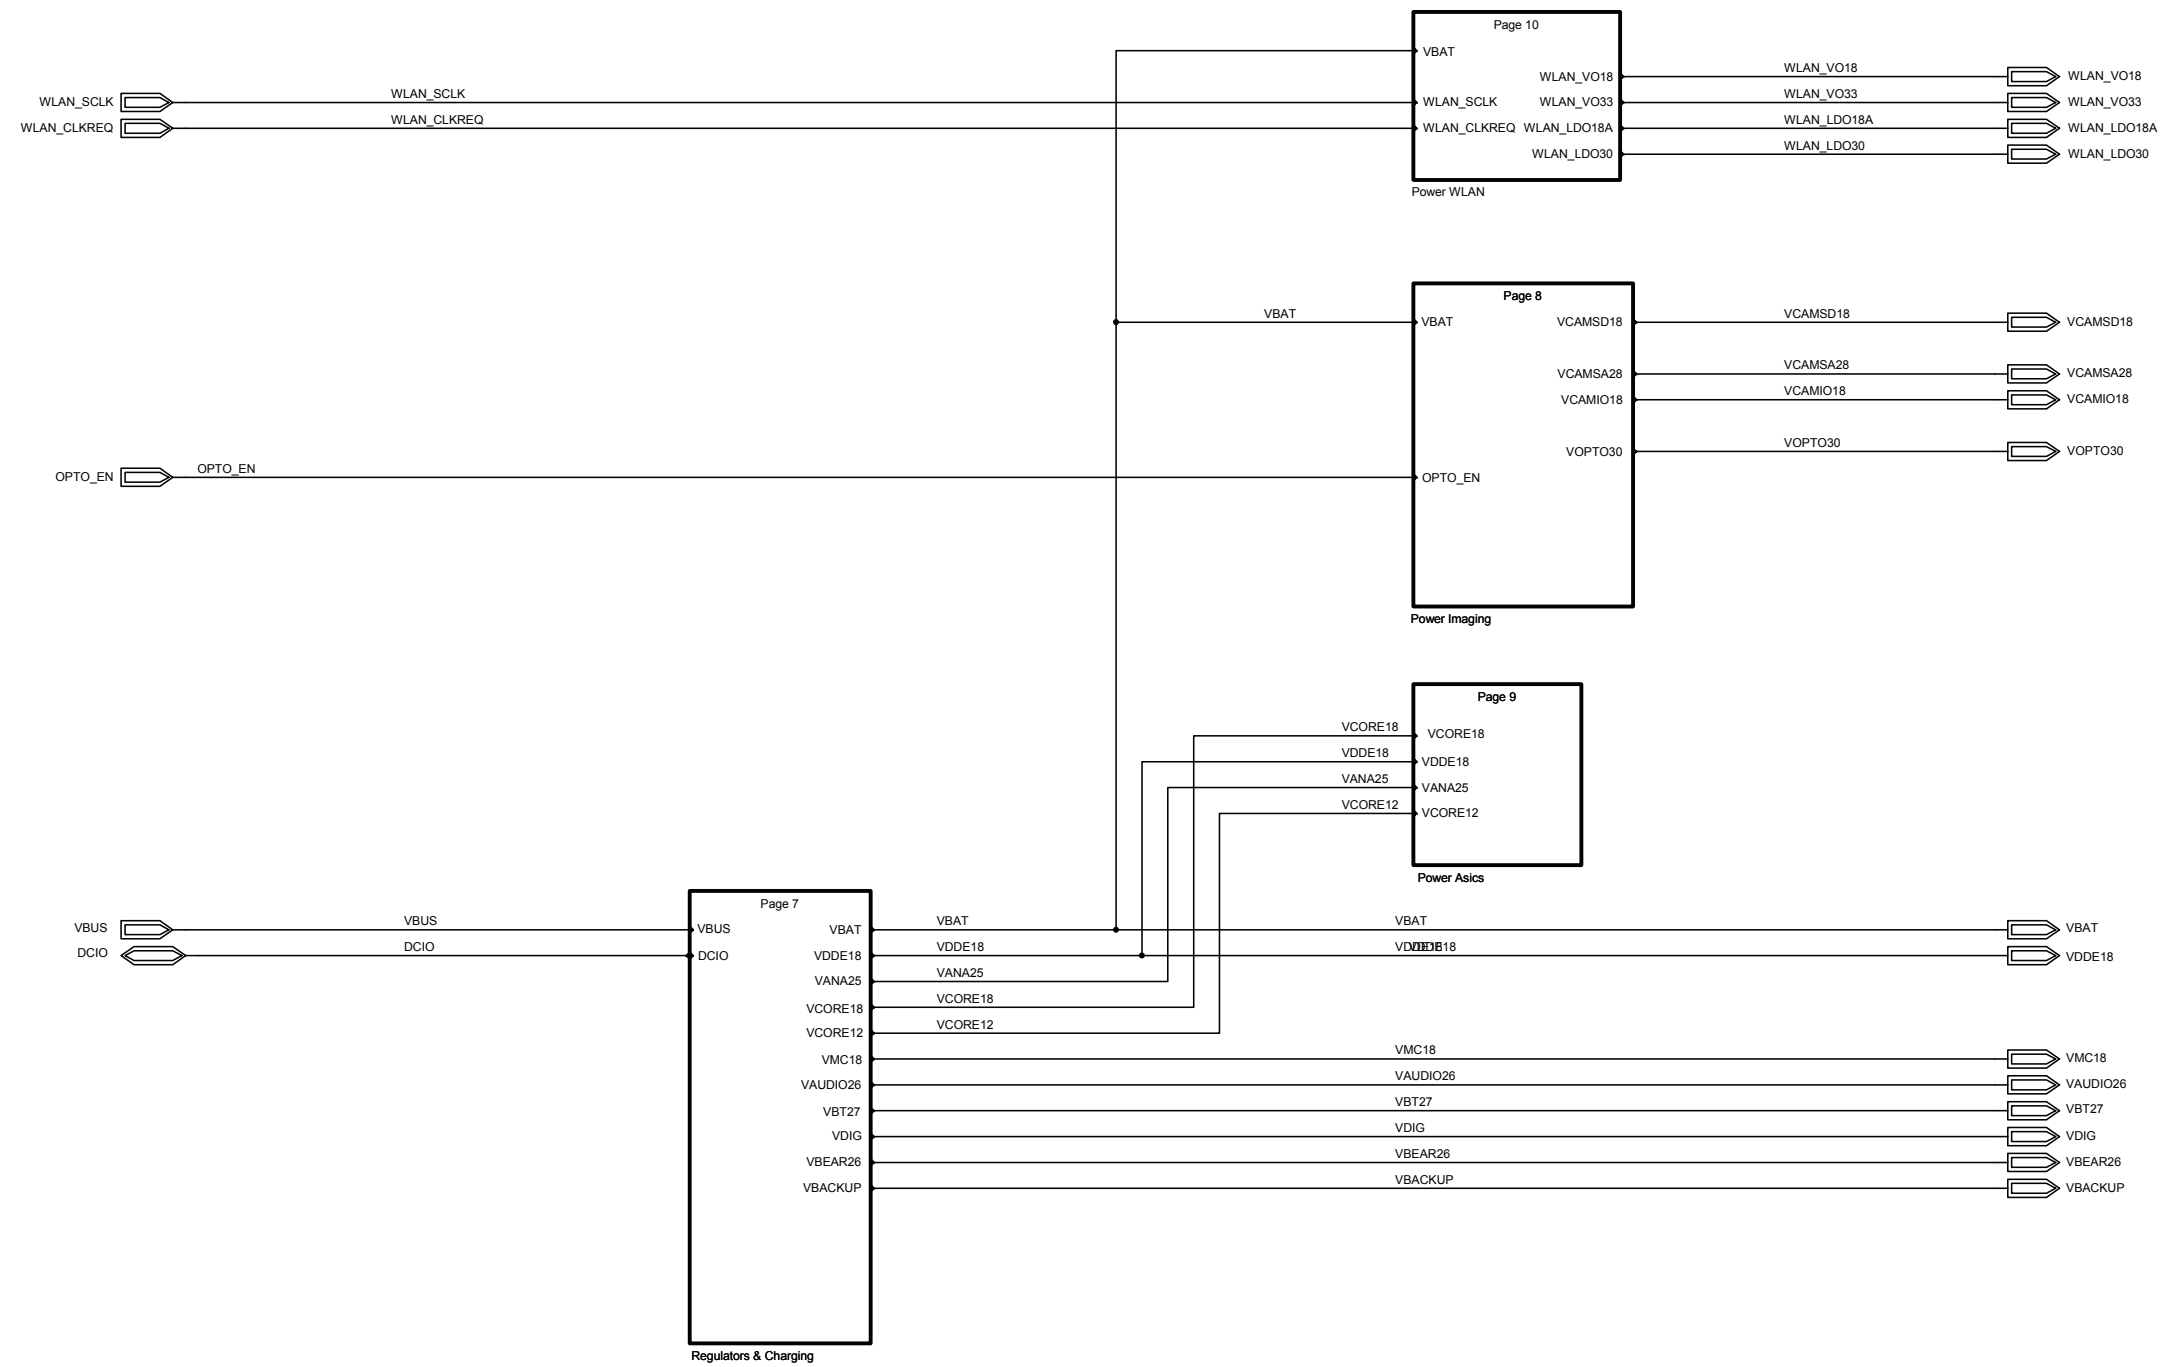 Page 10
VBAT
WLAN_VO18 WLAN_VO18 WLAN_VO18
WLAN_SCLK WLAN_SCLK WLAN_SCLK WLAN_VO33 WLAN_VO33 WLAN_VO33
WLAN_CLKREQ WLAN_CLKREQ WLAN_CLKREQ WLAN_LDO18A WLAN_LDO18A WLAN_LDO18A
WLAN_LDO30 WLAN_LDO30 WLAN_LDO30
Power WLAN
Page 8
VBAT VBAT VCAMSD18 VCAMSD18 VCAMSD18
VCAMSA28 VCAMSA28 VCAMSA28
VCAMIO18 VCAMIO18 VCAMIO18
VOPTO30 VOPTO30 VOPTO30
OPTO_EN OPTO_EN OPTO_EN
Power Imaging
Page 9
VCORE18 VCORE18
VDDE18 VDDE18
VANA25 VANA25
VCORE12 VCORE12
Power Asics
Page 7
VBUS VBUS VBUS VBAT VBAT VBAT VBAT
DCIO DCIO DCIO VDDE18 VDDE18 VDDE18 VDDE18 VDDE18
VANA25 VANA25
VCORE18 VCORE18
VCORE12 VCORE12
VMC18 VMC18 VMC18
VAUDIO26 VAUDIO26 VAUDIO26
VBT27 VBT27 VBT27
VDIG VDIG VDIG
VBEAR26 VBEAR26 VBEAR26
VBACKUP VBACKUP VBACKUP
Regulators & Charging